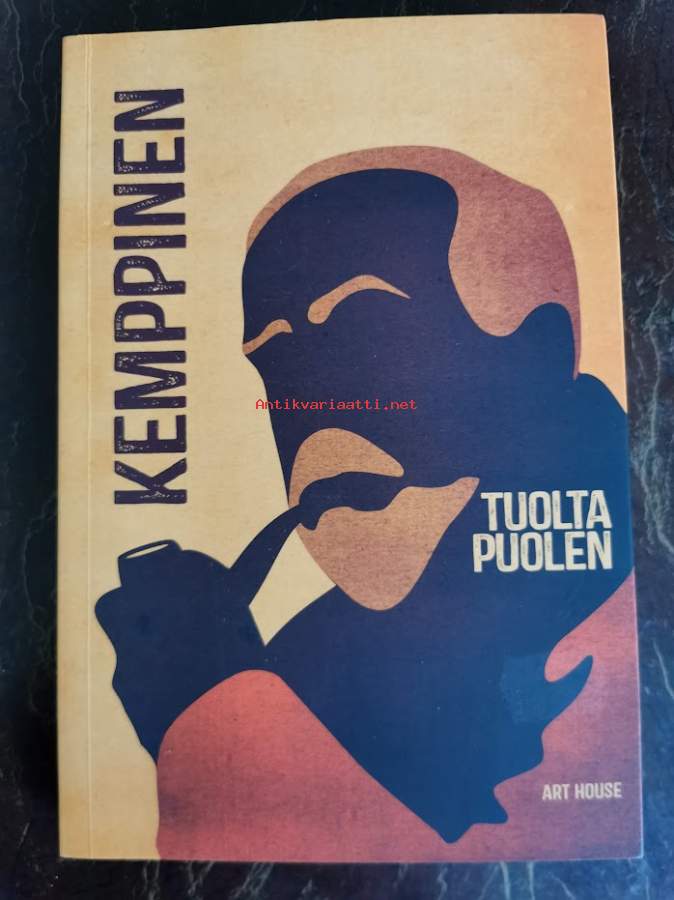 KEMPPINEN
Antikvariaatti.net
TUOLTA
PUOLEN
ART HOUSE